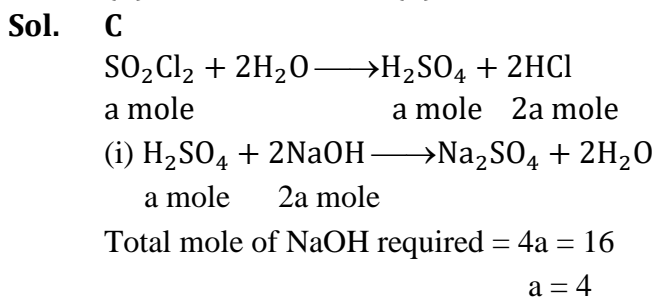 Sol. C
SO₂Cl₂ + 2H₂O ⟶ H₂SO₄ + 2HCl
a mole a mole 2a mole
(i) H₂SO₄ + 2NaOH ⟶ Na₂SO₄ + 2H₂O
a mole 2a mole
Total mole of NaOH required = 4a = 16
a = 4